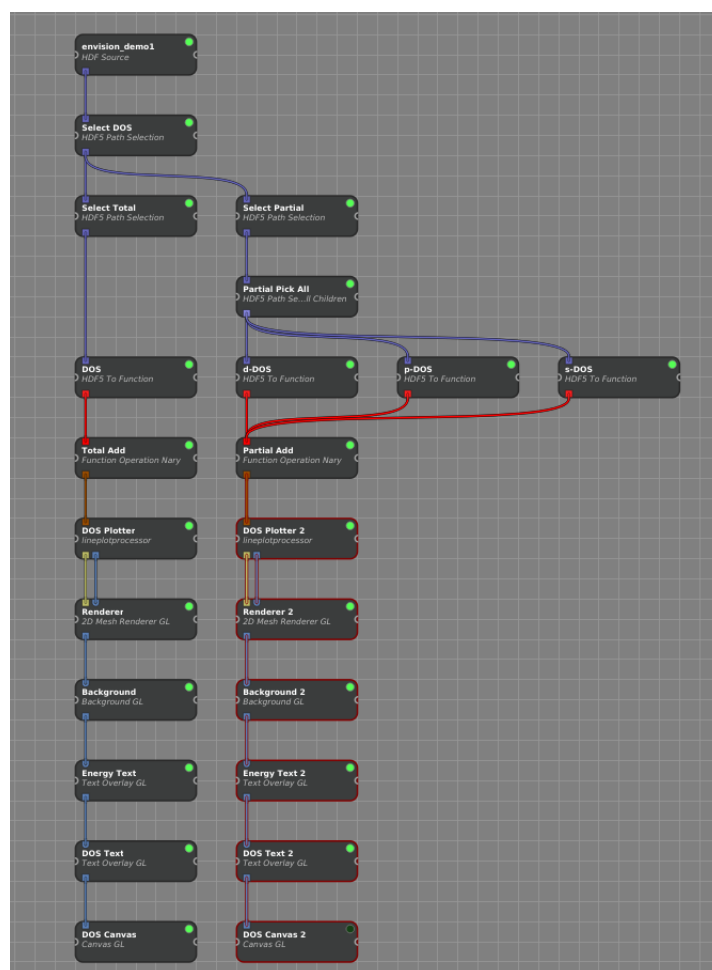 envision_demo1
HDF Source
Select DOS
HDF5 Path Selection
Select Total
HDF5 Path Selection
Select Partial
HDF5 Path Selection
Partial Pick All
HDF5 Path Se...ll Children
DOS
HDF5 To Function
d-DOS
HDF5 To Function
p-DOS
HDF5 To Function
s-DOS
HDF5 To Function
Total Add
Function Operation Nary
Partial Add
Function Operation Nary
DOS Plotter
lineplotprocessor
DOS Plotter 2
lineplotprocessor
Renderer
2D Mesh Renderer GL
Renderer 2
2D Mesh Renderer GL
Background
Background GL
Background 2
Background GL
Energy Text
Text Overlay GL
Energy Text 2
Text Overlay GL
DOS Text
Text Overlay GL
DOS Text 2
Text Overlay GL
DOS Canvas
Canvas GL
DOS Canvas 2
Canvas GL